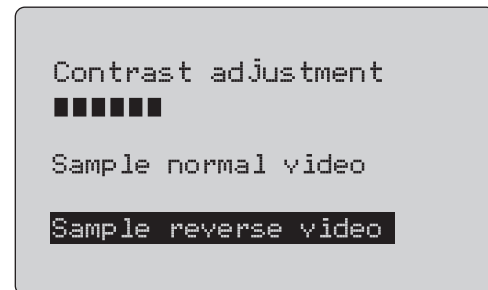 Contrast adjustment
Sample normal video
Sample reverse video